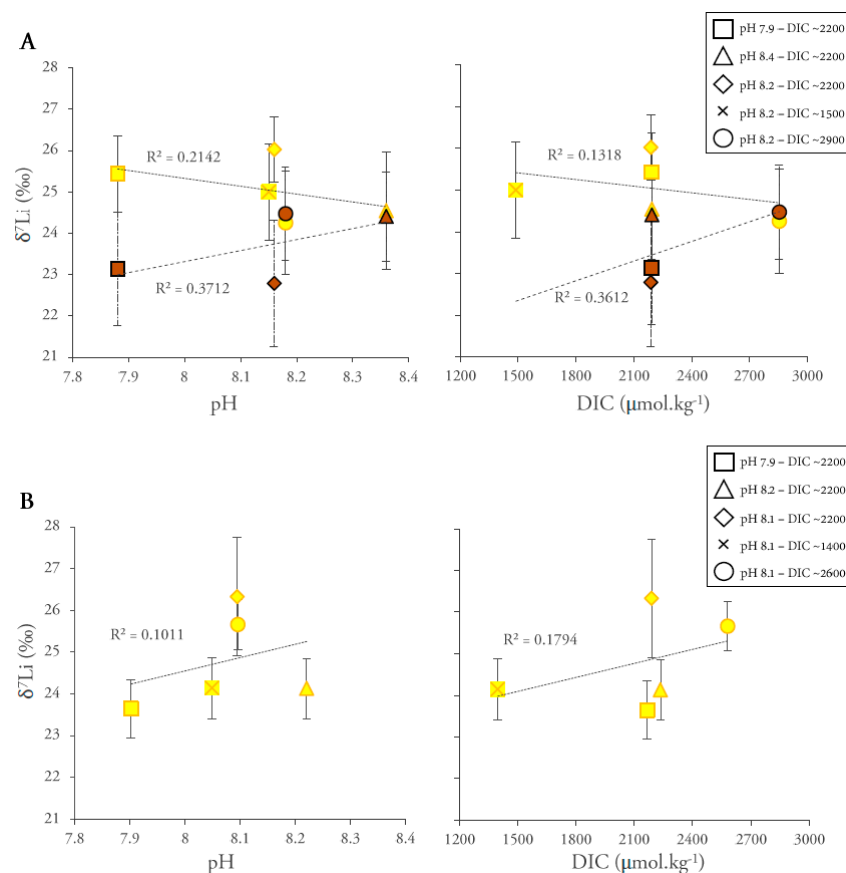 A
pH 7.9 – DIC ~2200
pH 8.4 – DIC ~2200
pH 8.2 – DIC ~2200
pH 8.2 – DIC ~1500
pH 8.2 – DIC ~2900
28
27
26
25
24
23
22
21
δ⁷Li (‰)
R² = 0.2142
R² = 0.3712
7.8
7.9
8
8.1
8.2
8.3
8.4
pH
R² = 0.1318
R² = 0.3612
1200
1500
1800
2100
2400
2700
3000
DIC (μmol.kg⁻¹)
B
pH 7.9 – DIC ~2200
pH 8.2 – DIC ~2200
pH 8.1 – DIC ~2200
pH 8.1 – DIC ~1400
pH 8.1 – DIC ~2600
28
27
26
25
24
23
22
21
δ⁷Li (‰)
R² = 0.1011
7.8
7.9
8
8.1
8.2
8.3
8.4
pH
R² = 0.1794
1200
1500
1800
2100
2400
2700
3000
DIC (μmol.kg⁻¹)